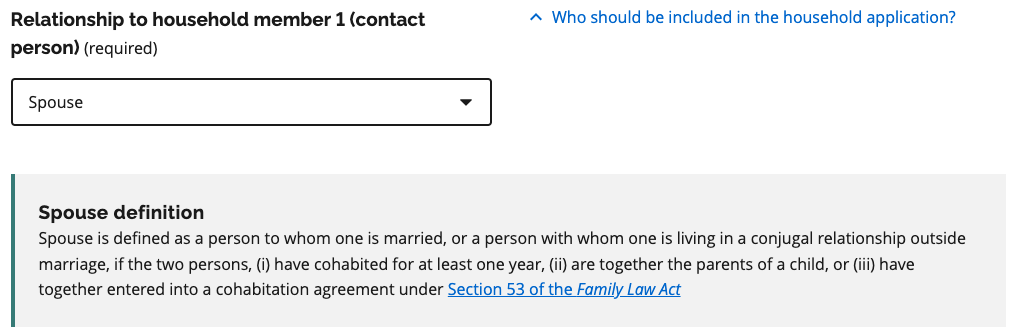 Relationship to household member 1 (contact
person) (required)
Who should be included in the household application?
Spouse
Spouse definition
Spouse is defined as a person to whom one is married, or a person with whom one is living in a conjugal relationship outside
marriage, if the two persons, (i) have cohabited for at least one year, (ii) are together the parents of a child, or (iii) have
together entered into a cohabitation agreement under Section 53 of the Family Law Act